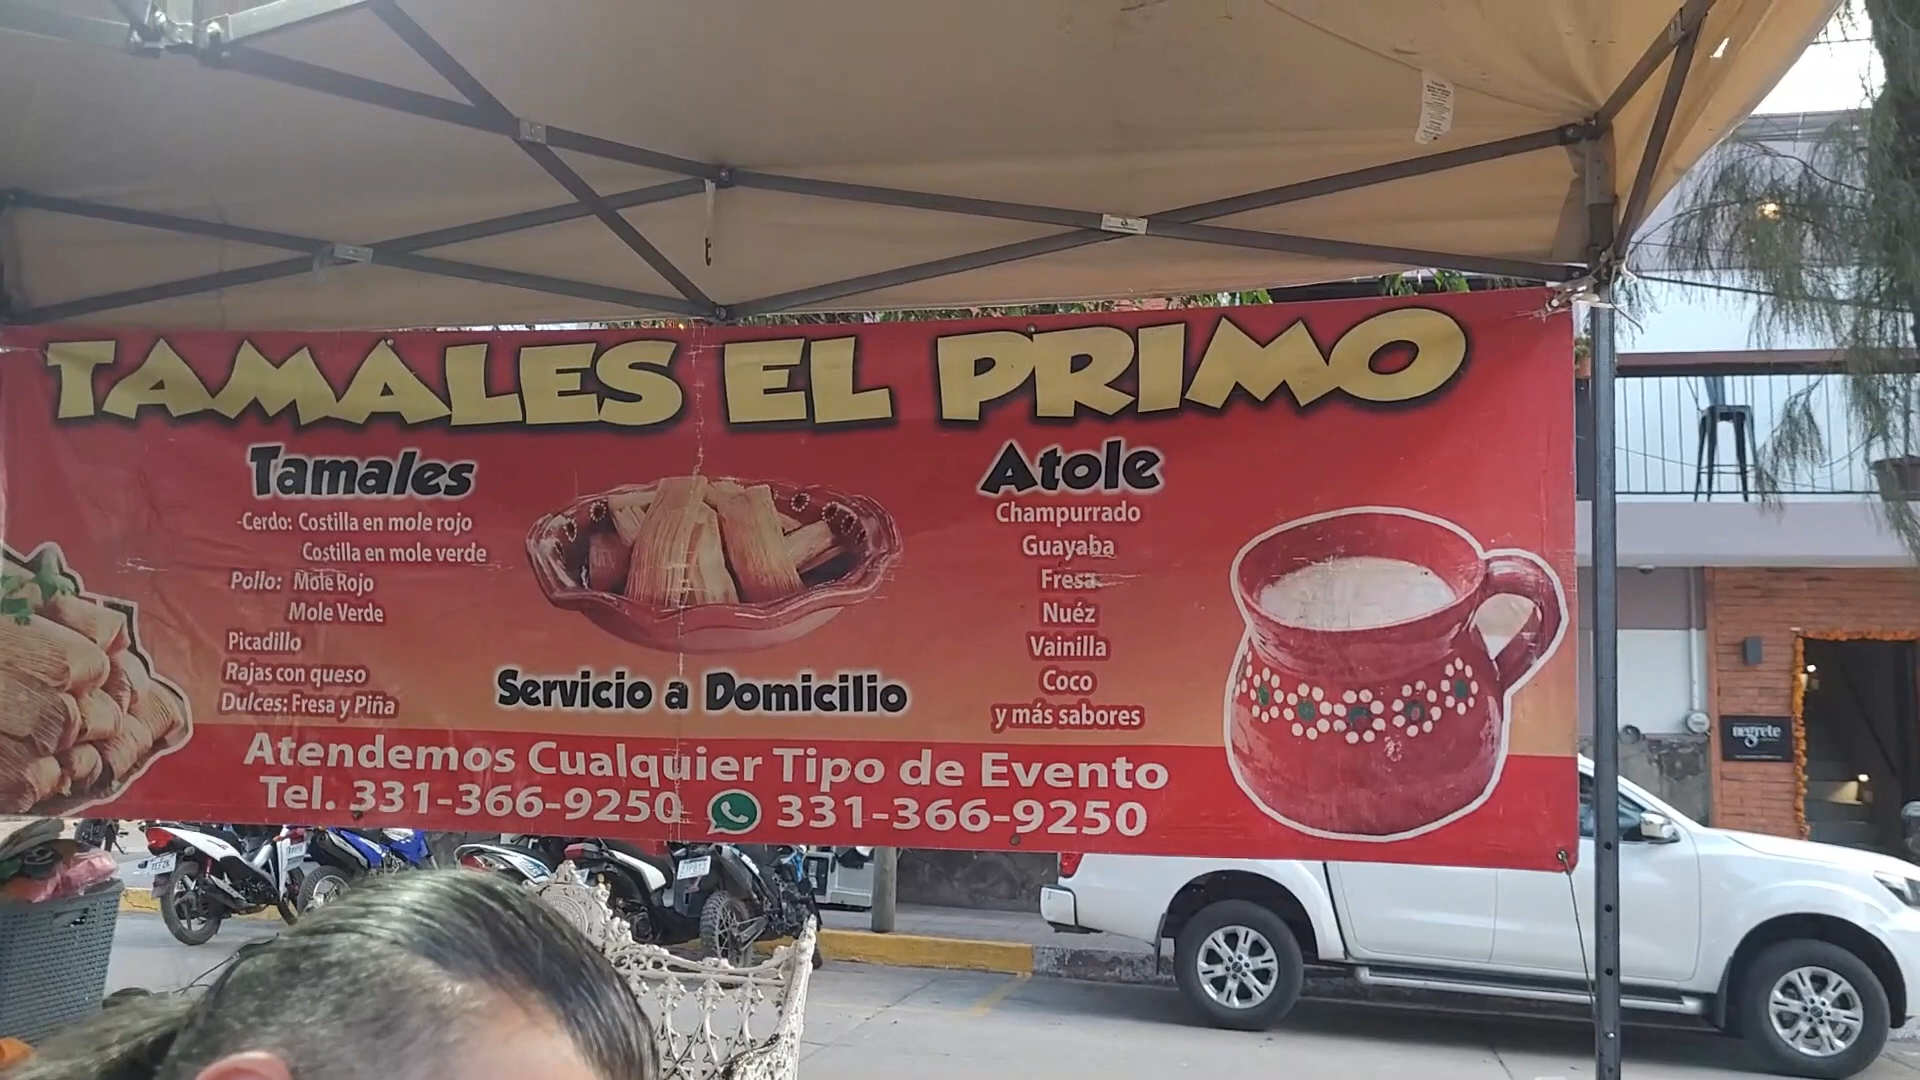 TAMALES EL PRIMO
Tamales
-Cerdo: Costilla en mole rojo
Costilla en mole verde
Pollo: Mole Rojo
Mole Verde
Picadillo
Rajas con queso
Dulces: Fresa y Piña
Servicio a Domicilio
Atole
Champurrado
Guayaba
Fresa
Nuéz
Vainilla
Coco
y más sabores
Atendemos Cualquier Tipo de Evento
Tel. 331-366-9250 331-366-9250
negrete